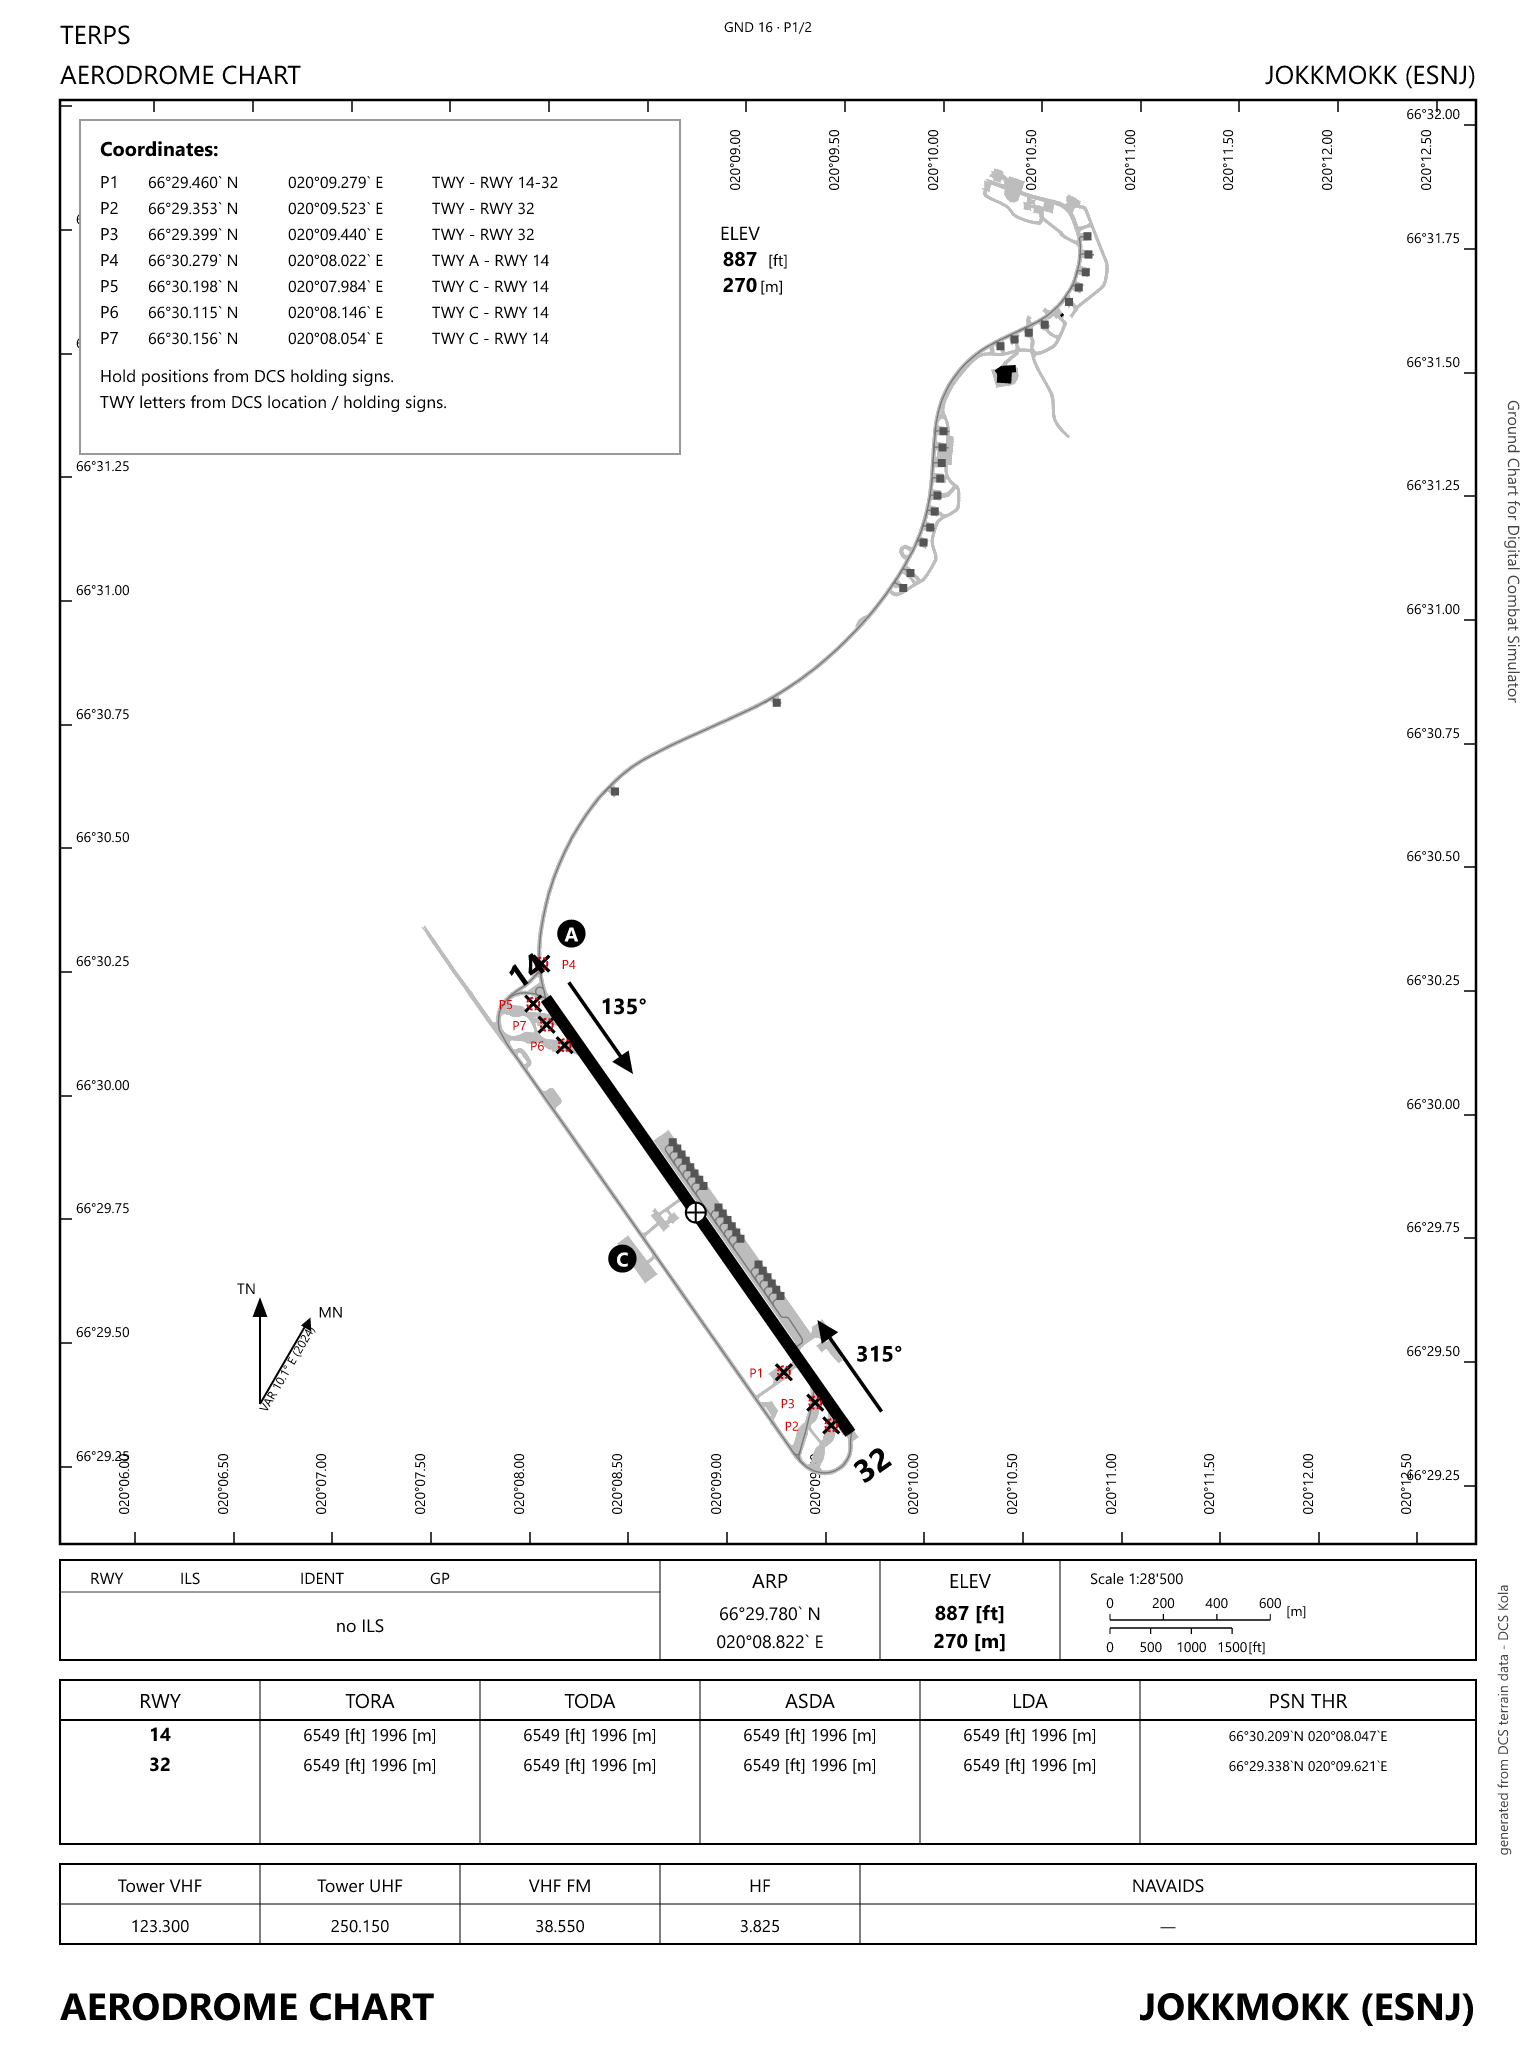 GND 16 · P1/2
TERPS
AERODROME CHART
JOKKMOKK (ESNJ)
Coordinates:
P1 66°29.460` N 020°09.279` E TWY - RWY 14-32
P2 66°29.353` N 020°09.523` E TWY - RWY 32
P3 66°29.399` N 020°09.440` E TWY - RWY 32
P4 66°30.279` N 020°08.022` E TWY A - RWY 14
P5 66°30.198` N 020°07.984` E TWY C - RWY 14
P6 66°30.115` N 020°08.146` E TWY C - RWY 14
P7 66°30.156` N 020°08.054` E TWY C - RWY 14
Hold positions from DCS holding signs.
TWY letters from DCS location / holding signs.
020°09.00
020°09.50
020°10.00
020°10.50
020°11.00
020°11.50
020°12.00
020°12.50
ELEV
887 [ft]
270 [m]
66°32.00
66°31.75
66°31.50
66°31.25
66°31.00
66°30.75
66°30.50
66°30.25
66°30.00
66°29.75
66°29.50
66°29.25
66°31.25
66°31.00
66°30.75
66°30.50
66°30.25
66°30.00
66°29.75
66°29.50
66°29.25
A
14
P4
P5
P7
P6
135°
C
TN
MN
VAR 10.1° E (2024)
315°
P1
P3
P2
32
020°06.00
020°06.50
020°07.00
020°07.50
020°08.00
020°08.50
020°09.00
020°10.00
020°10.50
020°11.00
020°11.50
020°12.00
020°12.50
Ground Chart for Digital Combat Simulator
RWY ILS IDENT GP
no ILS
ARP
66°29.780` N
020°08.822` E
ELEV
887 [ft]
270 [m]
Scale 1:28'500
0 200 400 600 [m]
0 500 1000 1500 [ft]
RWY TORA TODA ASDA LDA PSN THR
14 6549 [ft] 1996 [m] 6549 [ft] 1996 [m] 6549 [ft] 1996 [m] 6549 [ft] 1996 [m] 66°30.209`N 020°08.047`E
32 6549 [ft] 1996 [m] 6549 [ft] 1996 [m] 6549 [ft] 1996 [m] 6549 [ft] 1996 [m] 66°29.338`N 020°09.621`E
generated from DCS terrain data - DCS Kola
Tower VHF Tower UHF VHF FM HF NAVAIDS
123.300 250.150 38.550 3.825 —
AERODROME CHART
JOKKMOKK (ESNJ)